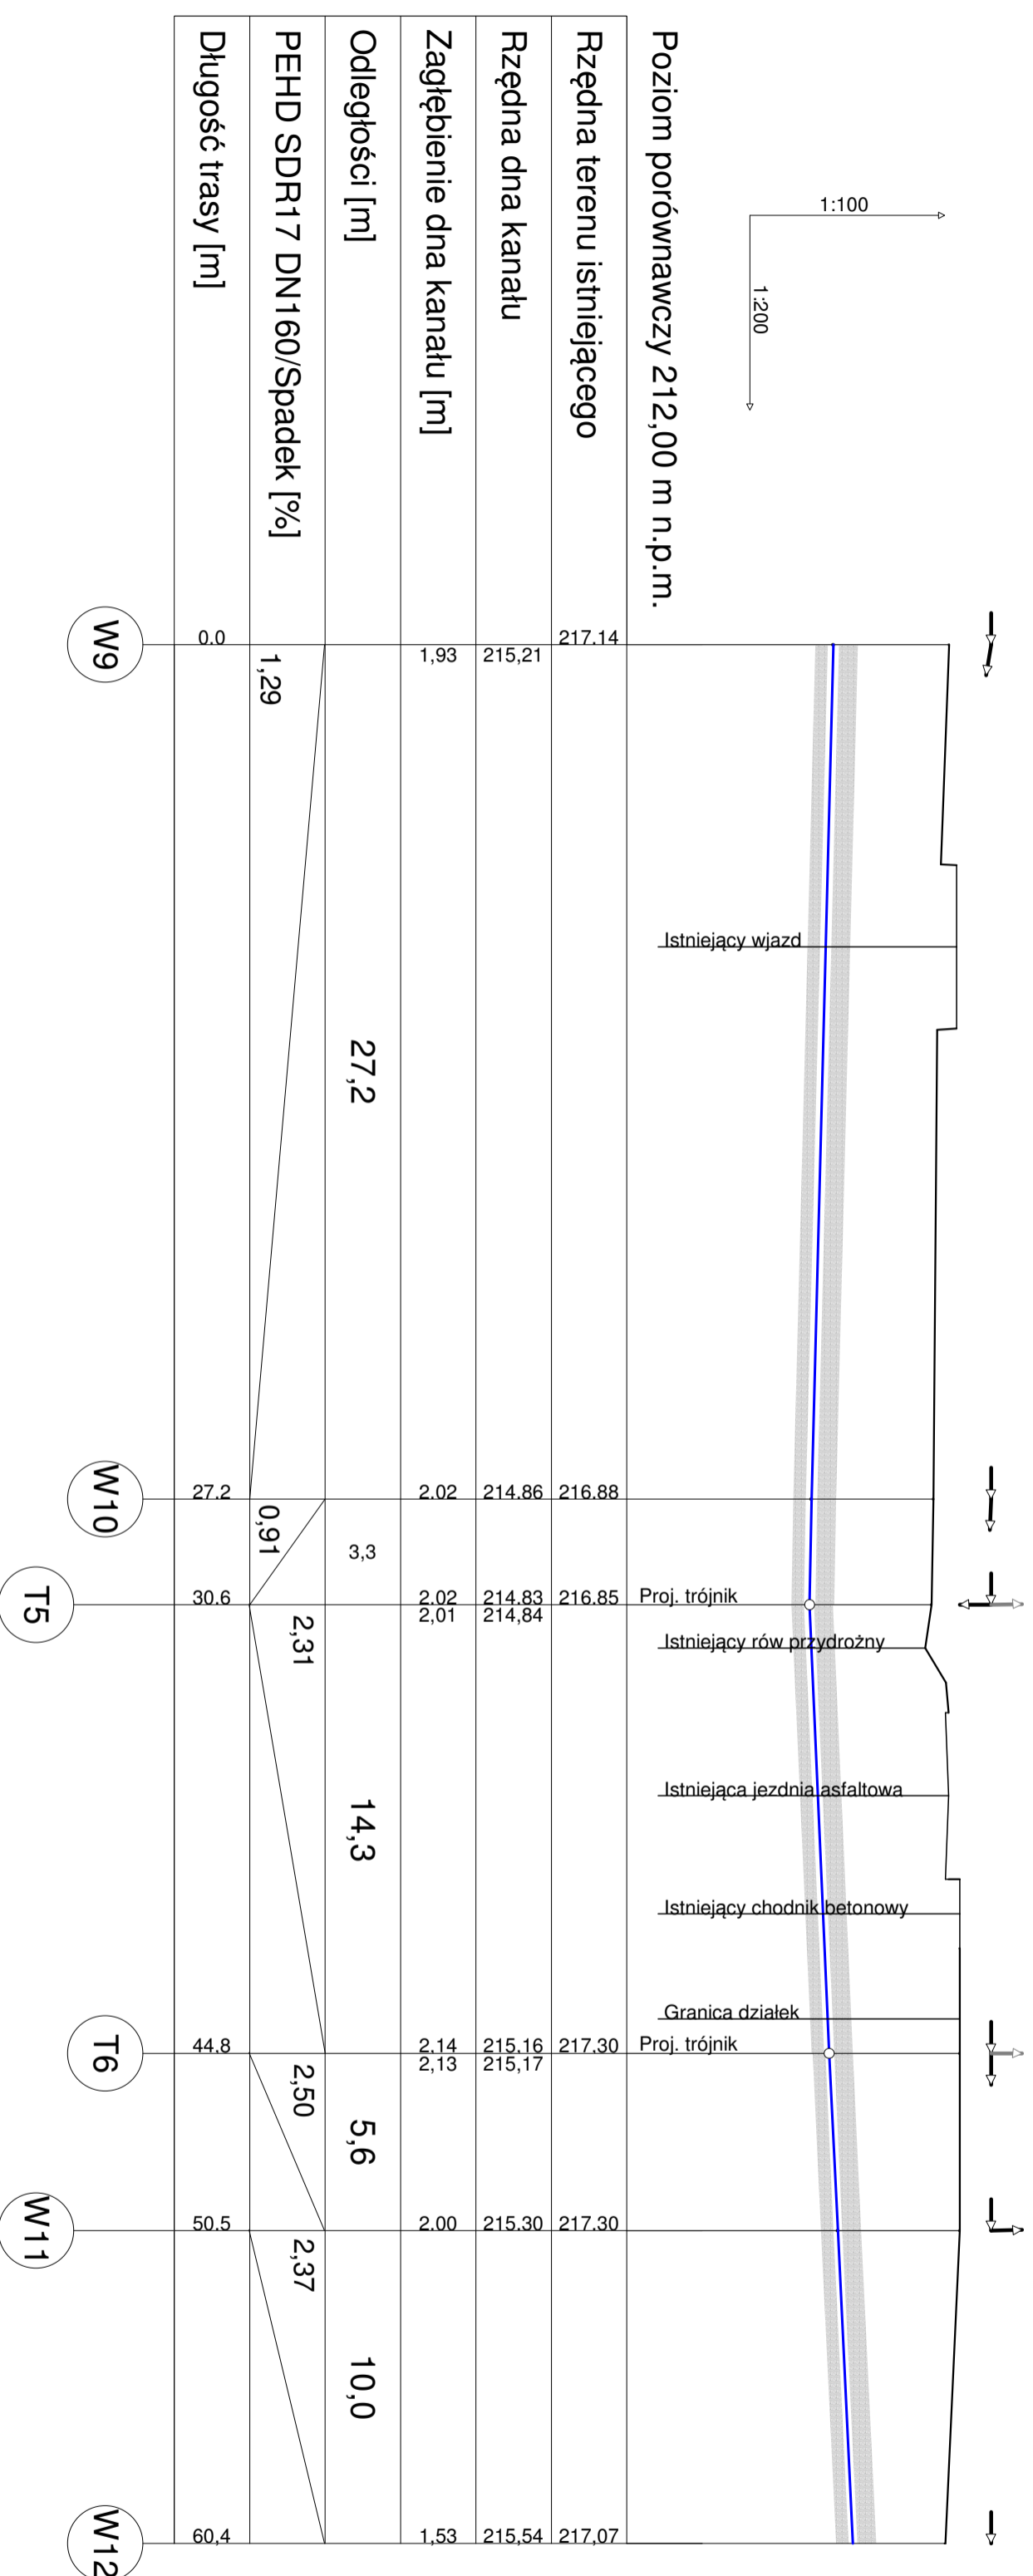 1:100
1:200
Poziom porównawczy 212,00 m n.p.m.
Istniejący wjazd
Proj. trójnik
Istniejący rów przydrożny
Istniejąca jezdnia asfaltowa
Istniejący chodnik betonowy
Granica działek
Proj. trójnik
Rzędna terenu istniejącego
217.14 216.88 216.85 217.30 217.30 217,07
Rzędna dna kanału
215,21 214.86 214.83 214,84 215.16 215,17 215.30 215,54
Zagłębienie dna kanału [m]
1,93 2.02 2.02 2,01 2.14 2,13 2.00 1,53
Odległości [m]
27,2 3,3 14,3 5,6 10,0
PEHD SDR17 DN160/Spadek [%]
1,29 0,91 2,31 2,50 2,37
Długość trasy [m]
0.0 27.2 30.6 44.8 50.5 60,4
W9 W10 T5 T6 W11 W12